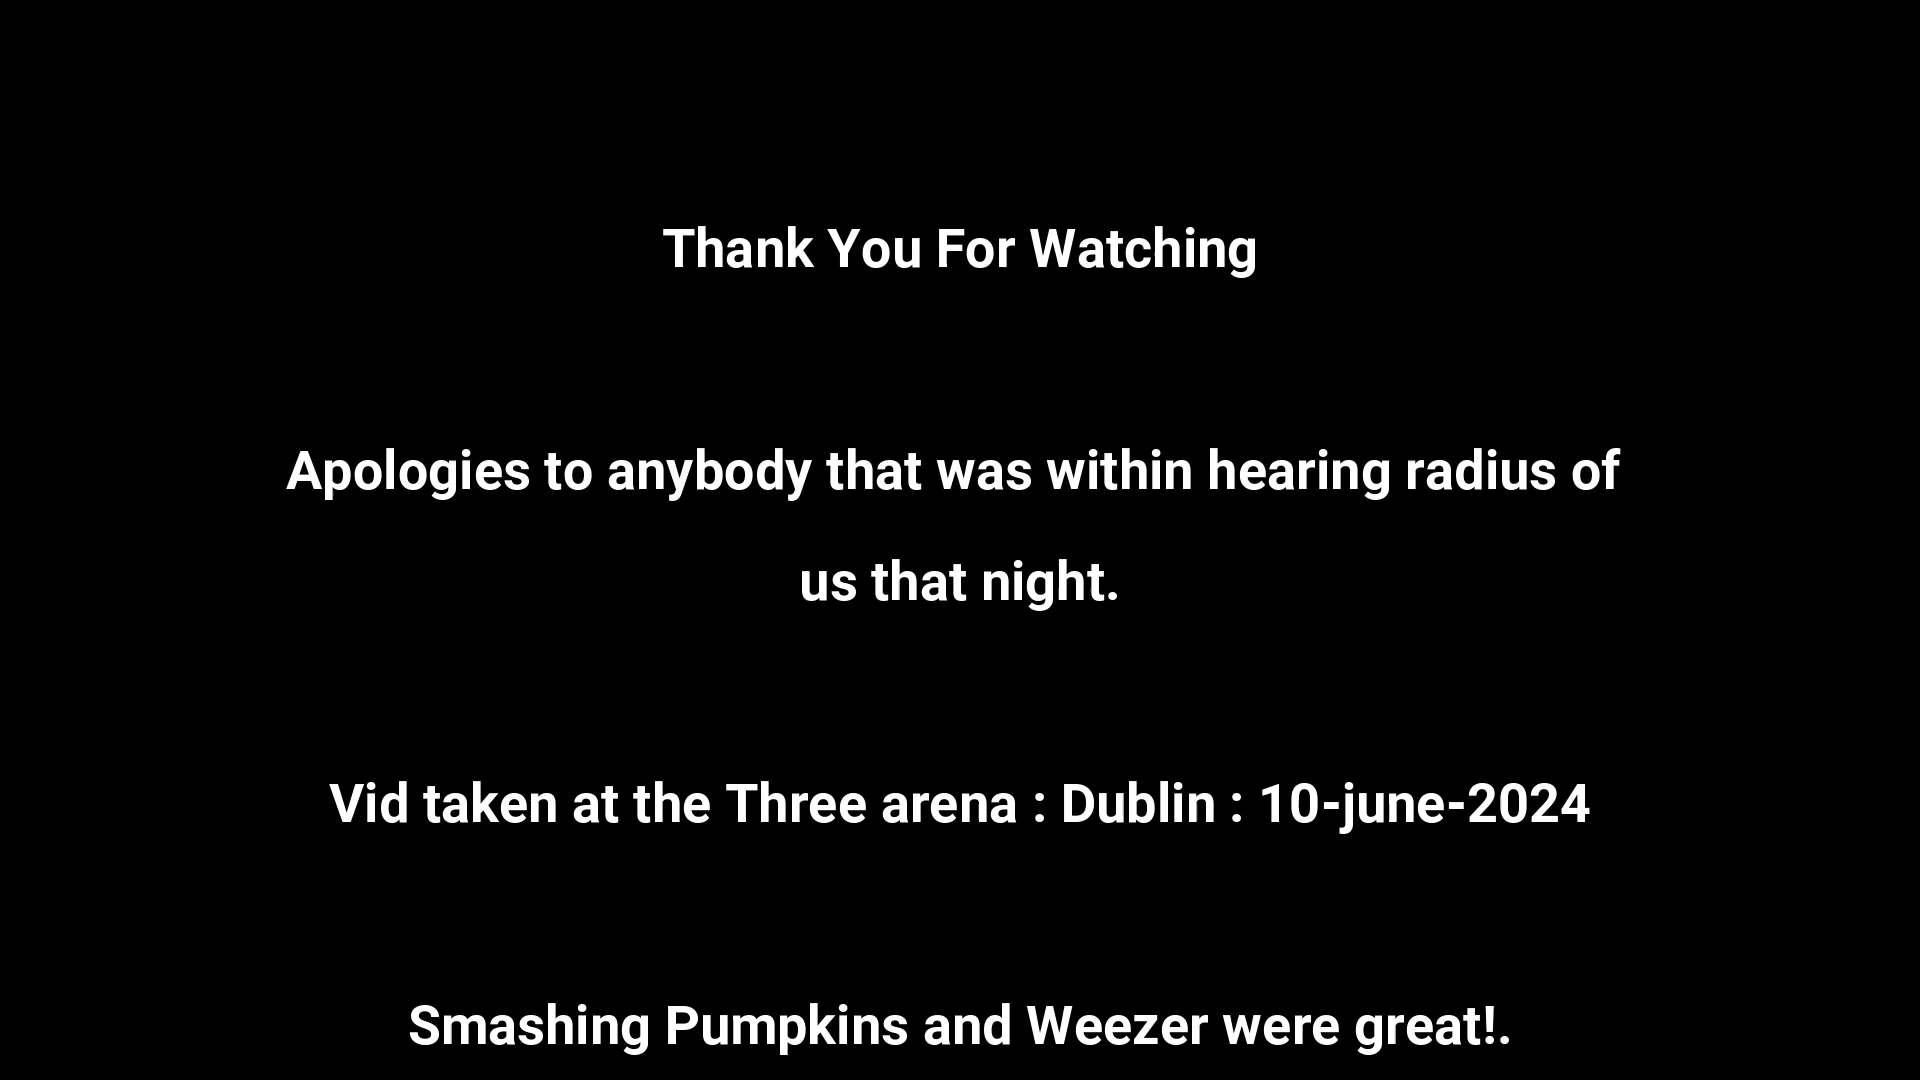 Thank You For Watching
Apologies to anybody that was within hearing radius of
us that night.
Vid taken at the Three arena : Dublin : 10-june-2024
Smashing Pumpkins and Weezer were great!.